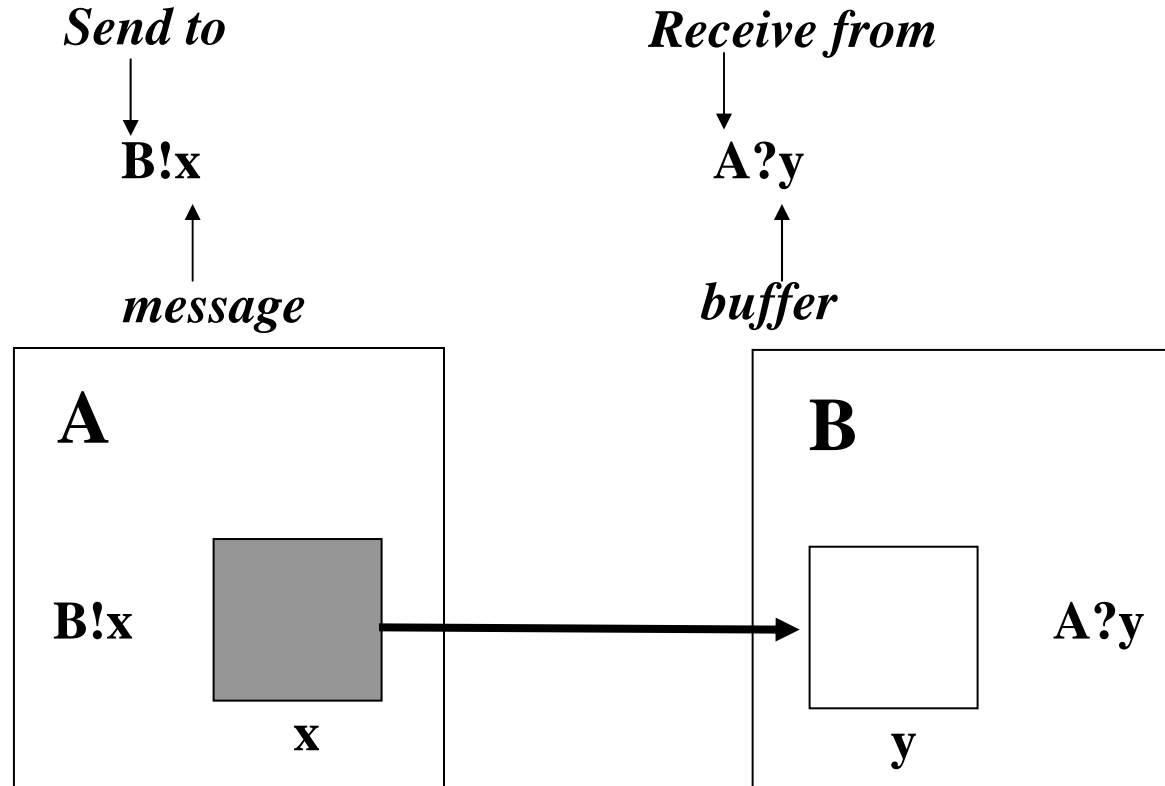 Send to
Receive from
B!x
A?y
message
buffer
A
B
B!x
A?y
x
y